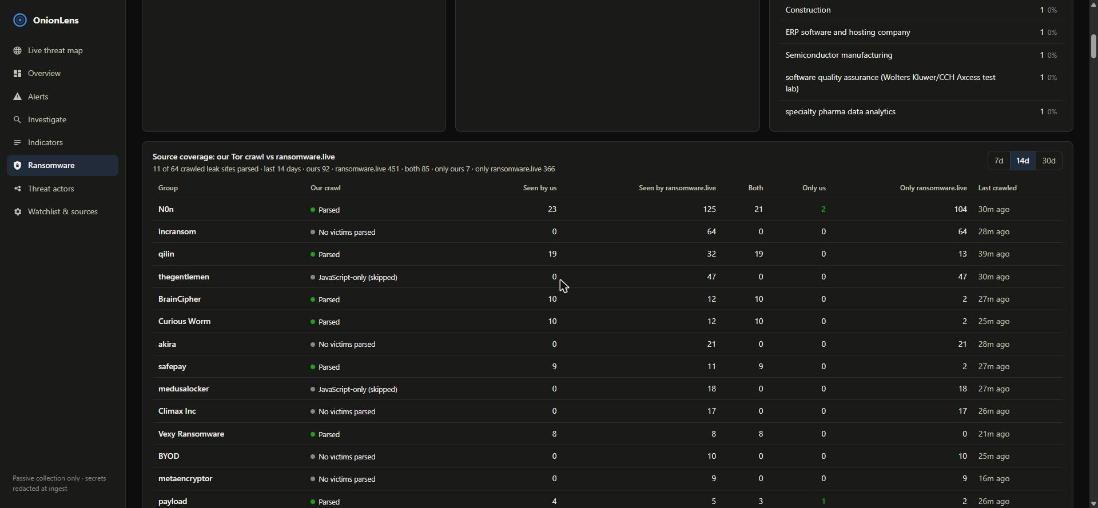 OnionLens
Live threat map
Overview
Alerts
Investigate
Indicators
Ransomware
Threat actors
Watchlist & sources
Passive collection only · secrets
redacted at ingest
Construction 1 0%
ERP software and hosting company 1 0%
Semiconductor manufacturing 1 0%
software quality assurance (Wolters Kluwer/CCH Axcess test
lab) 1 0%
specialty pharma data analytics 1 0%
Source coverage: our Tor crawl vs ransomware.live
11 of 64 crawled leak sites parsed · last 14 days · ours 92 · ransomware.live 451 · both 85 · only ours 7 · only ransomware.live 366
7d 14d 30d
Group Our crawl Seen by us Seen by ransomware.live Both Only us Only ransomware.live Last crawled
N0n Parsed 23 125 21 2 104 30m ago
Incransom No victims parsed 0 64 0 0 64 28m ago
qilin Parsed 19 32 19 0 13 39m ago
thegentlemen JavaScript-only (skipped) 0 47 0 0 47 30m ago
BrainCipher Parsed 10 12 10 0 2 27m ago
Curious Worm Parsed 10 12 10 0 2 25m ago
akira No victims parsed 0 21 0 0 21 28m ago
safepay Parsed 9 11 9 0 2 27m ago
medusalocker JavaScript-only (skipped) 0 18 0 0 18 27m ago
Climax Inc No victims parsed 0 17 0 0 17 26m ago
Vexy Ransomware Parsed 8 8 8 0 0 21m ago
BYOD No victims parsed 0 10 0 0 10 25m ago
metaencryptor No victims parsed 0 9 0 0 9 16m ago
payload Parsed 4 5 3 1 2 26m ago